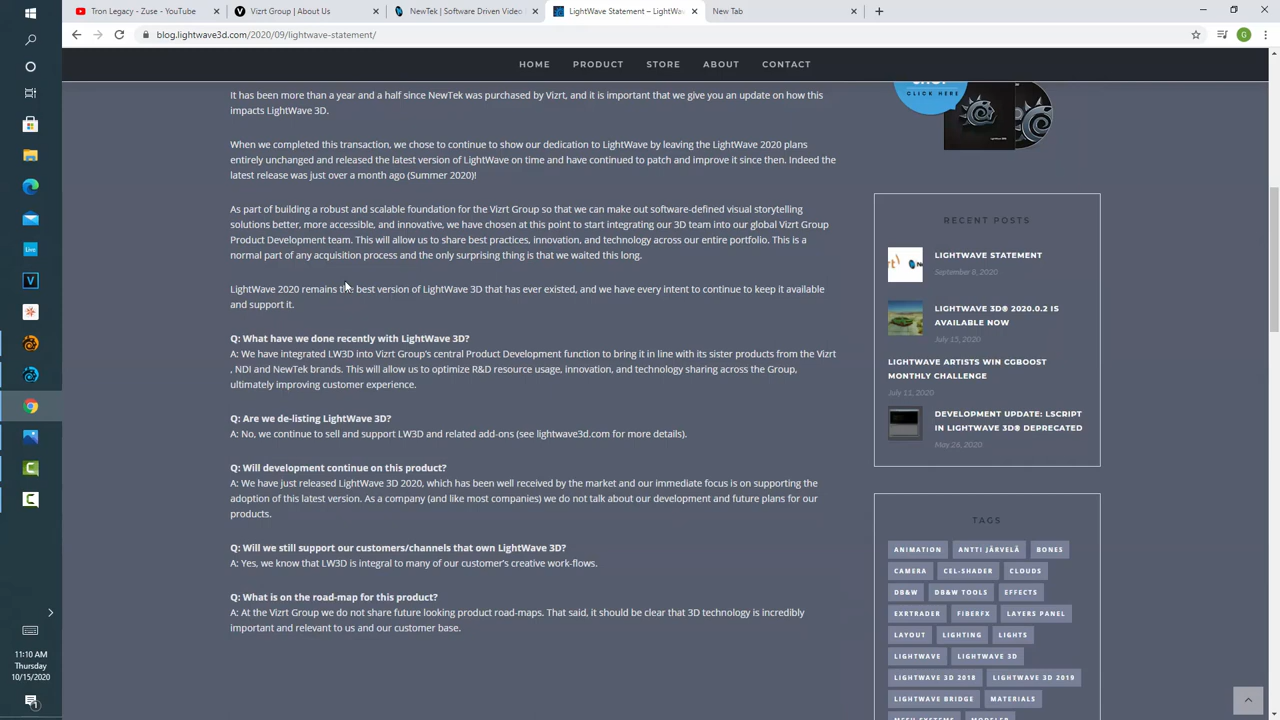 Tron Legacy - Zuse - YouTube
Vizrt Group | About Us
NewTek | Software Driven Video
LightWave Statement – LightWav
New Tab
blog.lightwave3d.com/2020/09/lightwave-statement/
G
HOME PRODUCT STORE ABOUT CONTACT
It has been more than a year and a half since NewTek was purchased by Vizrt, and it is important that we give you an update on how this
impacts LightWave 3D.
When we completed this transaction, we chose to continue to show our dedication to LightWave by leaving the LightWave 2020 plans
entirely unchanged and released the latest version of LightWave on time and have continued to patch and improve it since then. Indeed the
latest release was just over a month ago (Summer 2020)!
As part of building a robust and scalable foundation for the Vizrt Group so that we can make out software-defined visual storytelling
solutions better, more accessible, and innovative, we have chosen at this point to start integrating our 3D team into our global Vizrt Group
Product Development team. This will allow us to share best practices, innovation, and technology across our entire portfolio. This is a
normal part of any acquisition process and the only surprising thing is that we waited this long.
LightWave 2020 remains the best version of LightWave 3D that has ever existed, and we have every intent to continue to keep it available
and support it.
Q: What have we done recently with LightWave 3D?
A: We have integrated LW3D into Vizrt Group's central Product Development function to bring it in line with its sister products from the Vizrt
, NDI and NewTek brands. This will allow us to optimize R&D resource usage, innovation, and technology sharing across the Group,
ultimately improving customer experience.
Q: Are we de-listing LightWave 3D?
A: No, we continue to sell and support LW3D and related add-ons (see lightwave3d.com for more details).
Q: Will development continue on this product?
A: We have just released LightWave 3D 2020, which has been well received by the market and our immediate focus is on supporting the
adoption of this latest version. As a company (and like most companies) we do not talk about our development and future plans for our
products.
Q: Will we still support our customers/channels that own LightWave 3D?
A: Yes, we know that LW3D is integral to many of our customer's creative work-flows.
Q: What is on the road-map for this product?
A: At the Vizrt Group we do not share future looking product road-maps. That said, it should be clear that 3D technology is incredibly
important and relevant to us and our customer base.
CLICK HERE
RECENT POSTS
LIGHTWAVE STATEMENT
September 8, 2020
LIGHTWAVE 3D® 2020.0.2 IS
AVAILABLE NOW
July 15, 2020
LIGHTWAVE ARTISTS WIN CGBOOST
MONTHLY CHALLENGE
July 11, 2020
DEVELOPMENT UPDATE: LSCRIPT
IN LIGHTWAVE 3D® DEPRECATED
May 26, 2020
TAGS
ANIMATION ANTTI JÄRVELÄ BONES
CAMERA CEL-SHADER CLOUDS
DB&W DB&W TOOLS EFFECTS
EXRTRADER FIBERFX LAYERS PANEL
LAYOUT LIGHTING LIGHTS
LIGHTWAVE LIGHTWAVE 3D
LIGHTWAVE 3D 2018 LIGHTWAVE 3D 2019
LIGHTWAVE BRIDGE MATERIALS
MESH SYSTEMS MODELER
11:10 AM
Thursday
10/15/2020